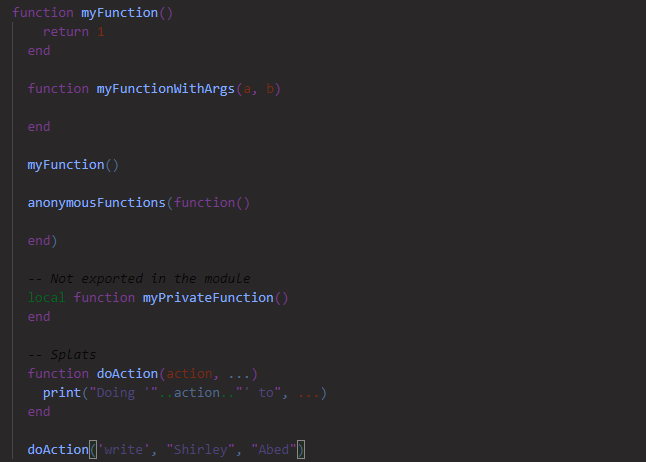 function myFunction()
return 1
end
function myFunctionWithArgs(a, b)
end
myFunction()
anonymousFunctions(function()
end)
-- Not exported in the module
local function myPrivateFunction()
end
-- Splats
function doAction(action, ...)
print("Doing '"..action.."' to", ...)
end
doAction('write', "Shirley", "Abed")